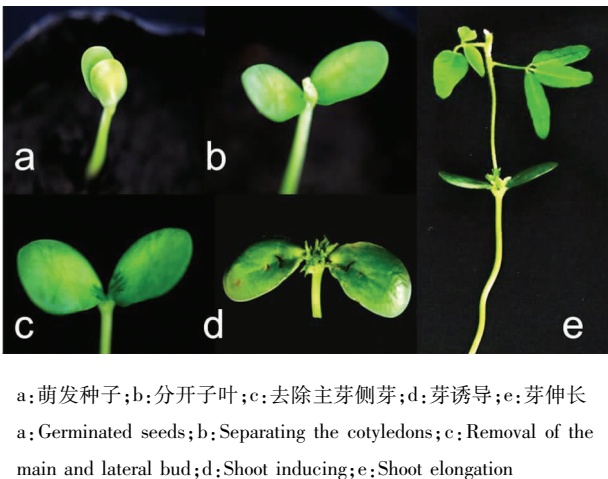 a
b
c
d
e
a:萌发种子;b:分开子叶;c:去除主芽侧芽;d:芽诱导;e:芽伸长
a:Germinated seeds;b:Separating the cotyledons;c:Removal of the
main and lateral bud;d:Shoot inducing;e:Shoot elongation